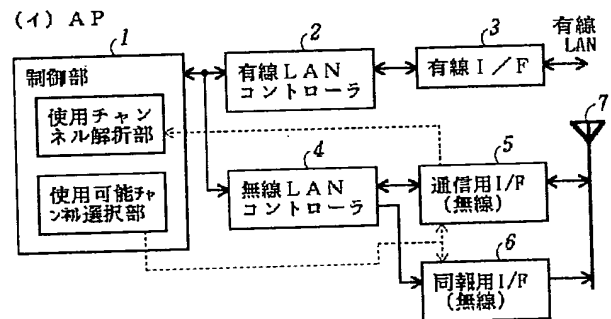 (イ) AP
1
制御部
使用チャン
ネル解析部
使用可能チャ
ンネル選択部
2
有線LAN
コントローラ
3
有線I/F
有線
LAN
4
無線LAN
コントローラ
5
通信用I/F
(無線)
6
同報用I/F
(無線)
7